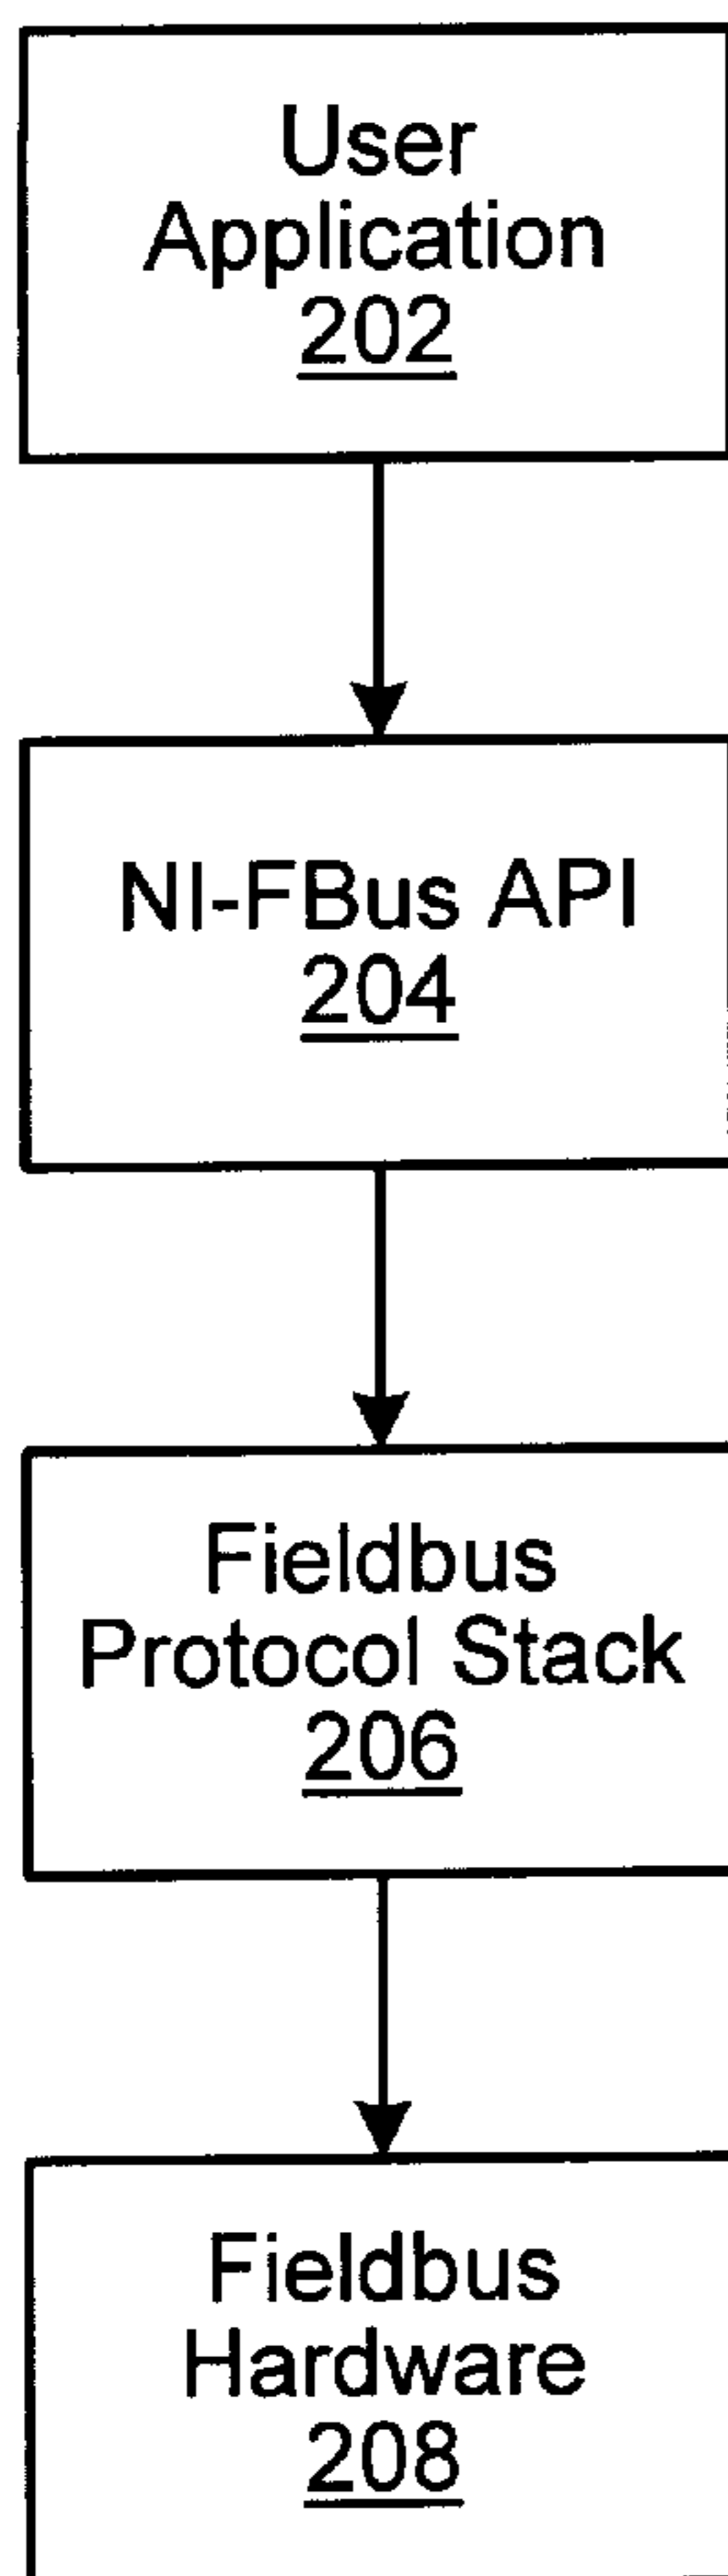 User
Application
202
NI-FBus API
204
Fieldbus
Protocol Stack
206
Fieldbus
Hardware
208